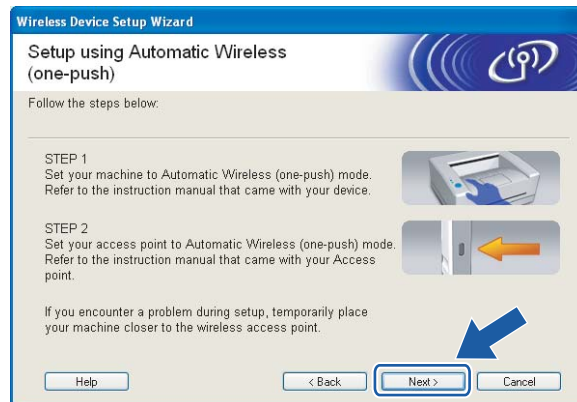 Wireless Device Setup Wizard
Setup using Automatic Wireless
(one-push)
Follow the steps below:
STEP 1
Set your machine to Automatic Wireless (one-push) mode.
Refer to the instruction manual that came with your device.
STEP 2
Set your access point to Automatic Wireless (one-push) mode.
Refer to the instruction manual that came with your Access
point.
If you encounter a problem during setup, temporarily place
your machine closer to the wireless access point.
Help
< Back
Next >
Cancel